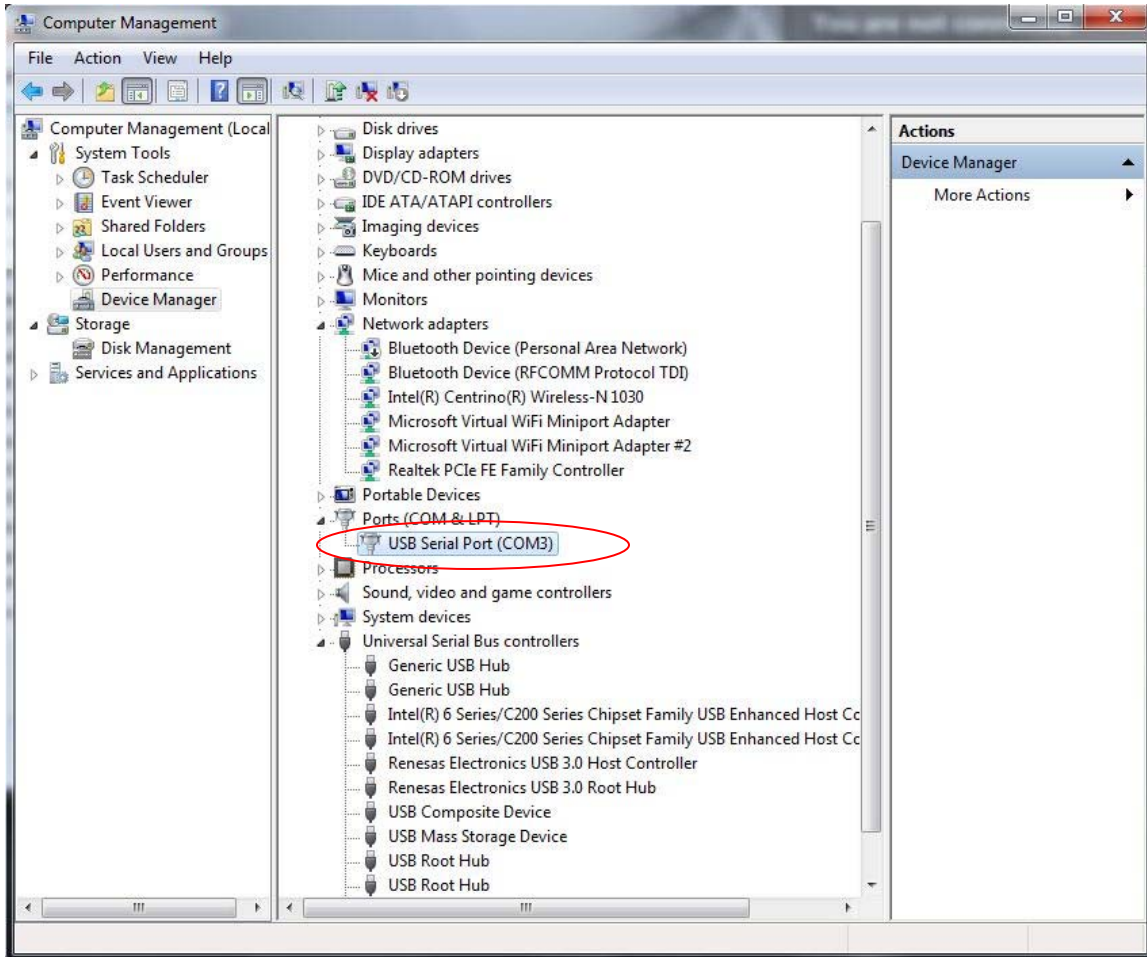 Computer Management
File Action View Help
Computer Management (Local
System Tools
Task Scheduler
Event Viewer
Shared Folders
Local Users and Groups
Performance
Device Manager
Storage
Disk Management
Services and Applications
Disk drives
Display adapters
DVD/CD-ROM drives
IDE ATA/ATAPI controllers
Imaging devices
Keyboards
Mice and other pointing devices
Monitors
Network adapters
Bluetooth Device (Personal Area Network)
Bluetooth Device (RFCOMM Protocol TDI)
Intel(R) Centrino(R) Wireless-N 1030
Microsoft Virtual WiFi Miniport Adapter
Microsoft Virtual WiFi Miniport Adapter #2
Realtek PCIe FE Family Controller
Portable Devices
Ports (COM & LPT)
USB Serial Port (COM3)
Processors
Sound, video and game controllers
System devices
Universal Serial Bus controllers
Generic USB Hub
Generic USB Hub
Intel(R) 6 Series/C200 Series Chipset Family USB Enhanced Host Cc
Intel(R) 6 Series/C200 Series Chipset Family USB Enhanced Host Cc
Renesas Electronics USB 3.0 Host Controller
Renesas Electronics USB 3.0 Root Hub
USB Composite Device
USB Mass Storage Device
USB Root Hub
USB Root Hub
Actions
Device Manager
More Actions